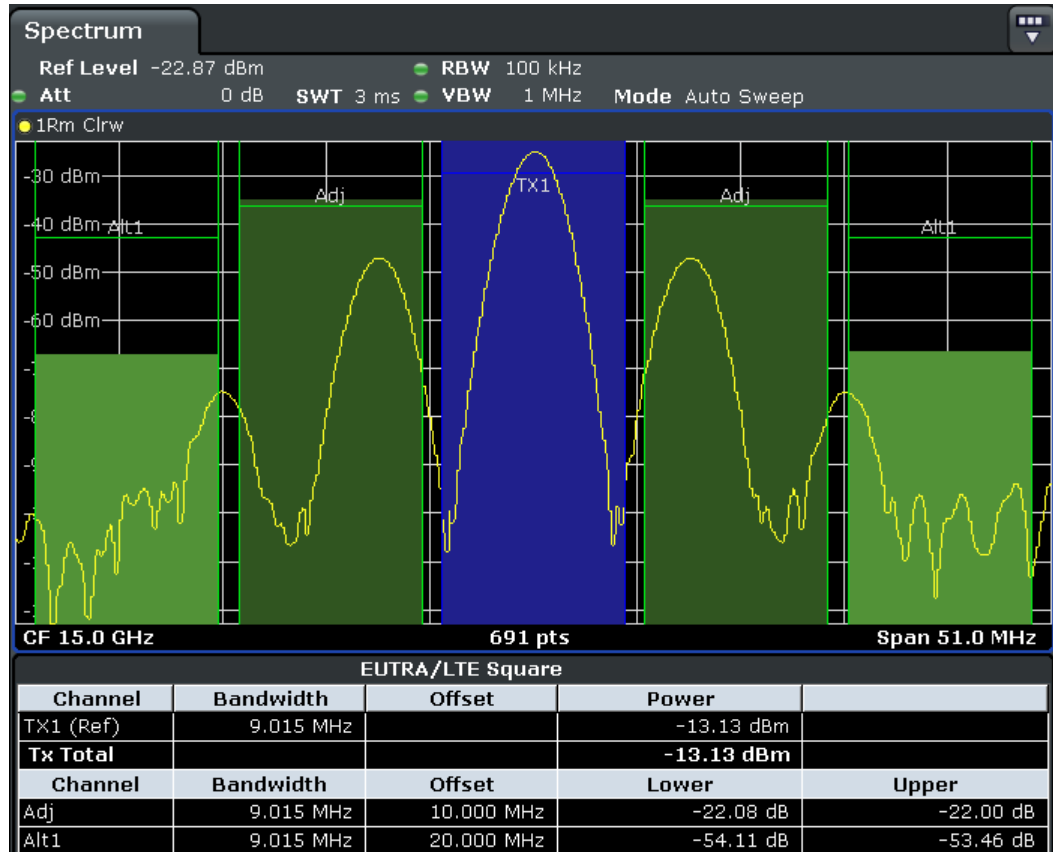 Spectrum
Ref Level -22.87 dBm RBW 100 kHz
Att 0 dB SWT 3 ms VBW 1 MHz Mode Auto Sweep
1Rm Clrw
-30 dBm
TX1
Adj Adj
-40 dBm Alt1 Alt1
-50 dBm
-60 dBm
CF 15.0 GHz 691 pts Span 51.0 MHz
EUTRA/LTE Square
Channel Bandwidth Offset Power
TX1 (Ref) 9.015 MHz -13.13 dBm
Tx Total -13.13 dBm
Channel Bandwidth Offset Lower Upper
Adj 9.015 MHz 10.000 MHz -22.08 dB -22.00 dB
Alt1 9.015 MHz 20.000 MHz -54.11 dB -53.46 dB